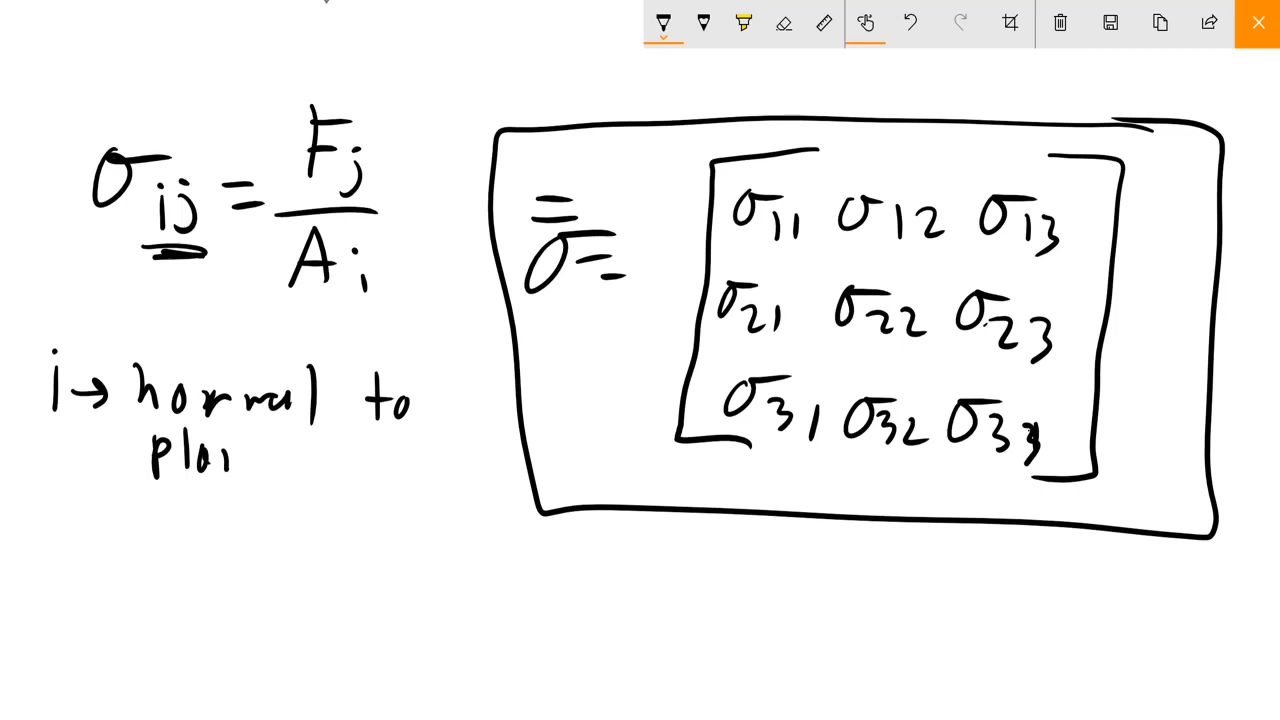 σij = Fj / Ai
i → normal to
pla
σ̿ = [σ11 σ12 σ13
σ21 σ22 σ23
σ31 σ32 σ33]